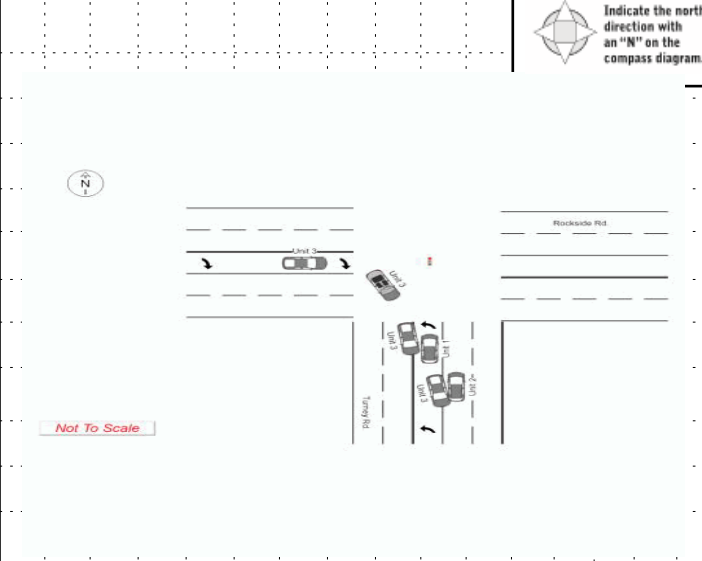 Indicate the north
direction with
an “N” on the
compass diagram.
N
Rockside Rd.
Unit 3
Unit 3
Unit 3
Unit 1
Unit 3
Unit 2
Turney Rd
Not To Scale